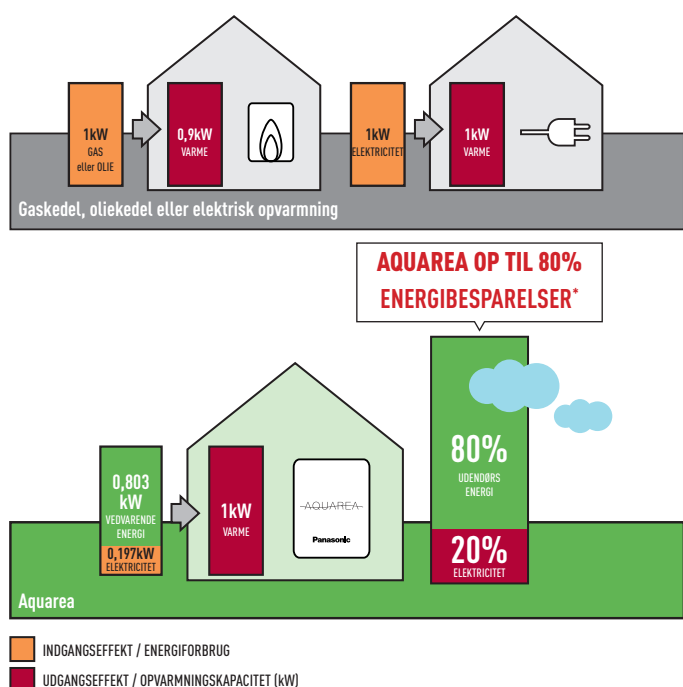 1kW
GAS
eller OLIE
0,9kW
VARME
1kW
ELEKTRICITET
1kW
VARME
Gaskedel, oliekedel eller elektrisk opvarmning
AQUAREA OP TIL 80%
ENERGIBESPARELSER*
0,803
kW
VEDVARENDE
ENERGI
0,197kW
ELEKTRICITET
1kW
VARME
AQUAREA
Panasonic
80%
UDENDØRS
ENERGI
20%
ELEKTRICITET
Aquarea
INDGANGSEFFEKT / ENERGIFORBRUG
UDGANGSEFFEKT / OPVARMNINGSKAPACITET (kW)